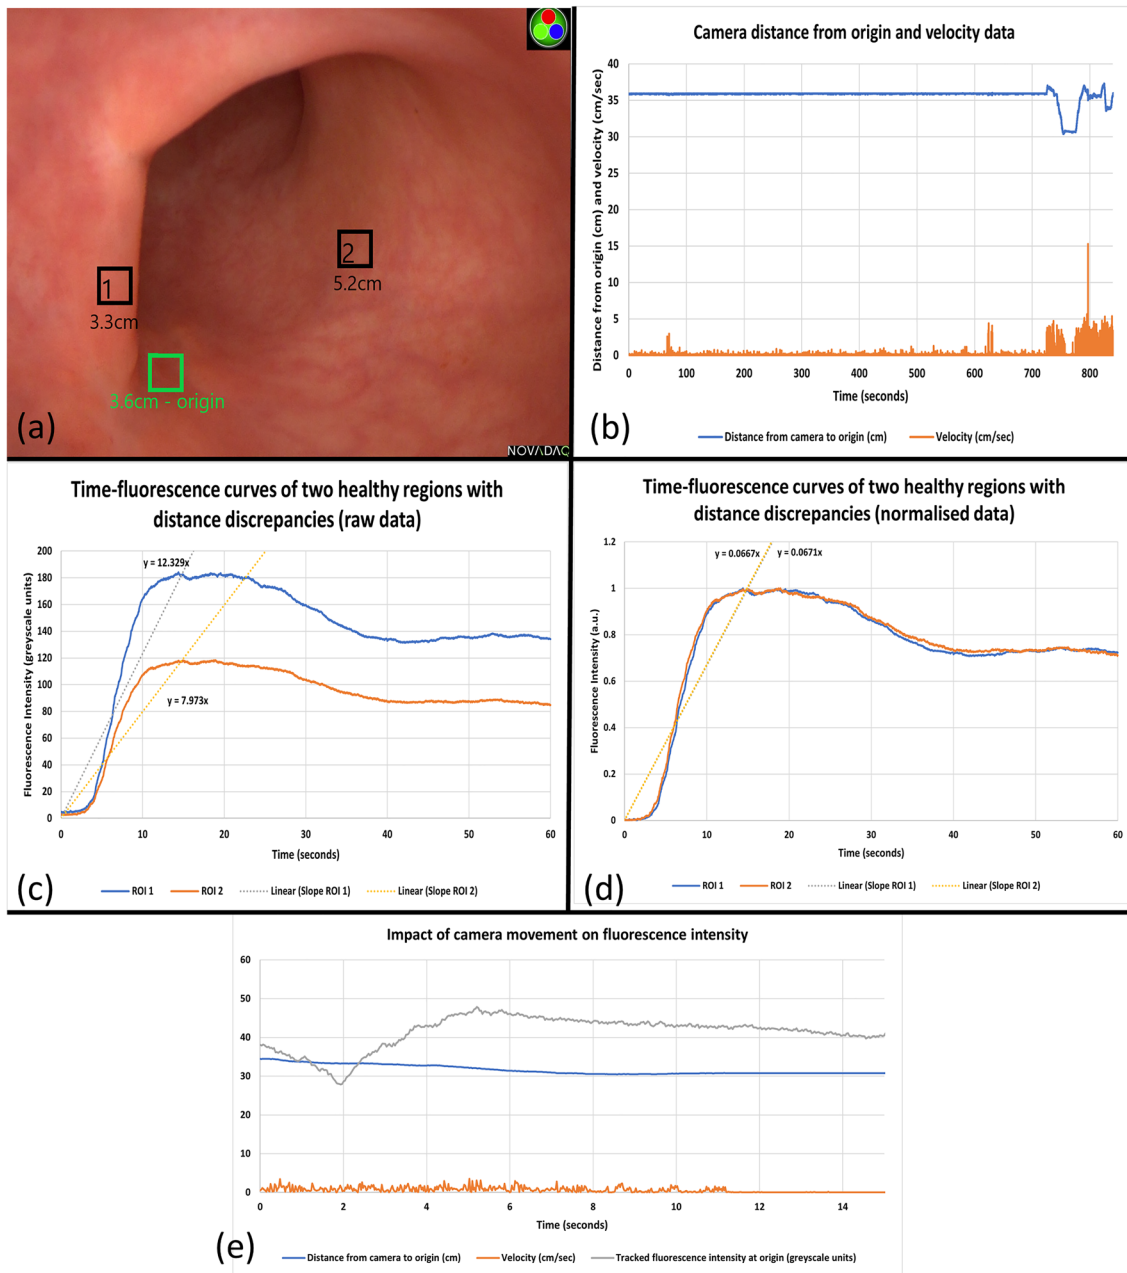 1
3.3cm
2
5.2cm
3.6cm - origin
(a)
NOVADAQ
Camera distance from origin and velocity data
Distance from origin (cm) and velocity (cm/sec)
40
35
30
25
20
15
10
5
0
0 100 200 300 400 500 600 700 800
Time (seconds)
Distance from camera to origin (cm) Velocity (cm/sec)
(b)
Time-fluorescence curves of two healthy regions with
distance discrepancies (raw data)
Fluorescence Intensity (greyscale units)
200
180
160
140
120
100
80
60
40
20
0
y = 12.329x
y = 7.973x
0 10 20 30 40 50 60
Time (seconds)
ROI 1 ROI 2 Linear (Slope ROI 1) Linear (Slope ROI 2)
(c)
Time-fluorescence curves of two healthy regions with
distance discrepancies (normalised data)
Fluorescence Intensity (a.u.)
1.2
1
0.8
0.6
0.4
0.2
0
y = 0.0667x y = 0.0671x
0 10 20 30 40 50 60
Time (seconds)
ROI 1 ROI 2 Linear (Slope ROI 1) Linear (Slope ROI 2)
(d)
Impact of camera movement on fluorescence intensity
60
50
40
30
20
10
0
0 2 4 6 8 10 12 14
Time (seconds)
Distance from camera to origin (cm) Velocity (cm/sec) Tracked fluorescence intensity at origin (greyscale units)
(e)